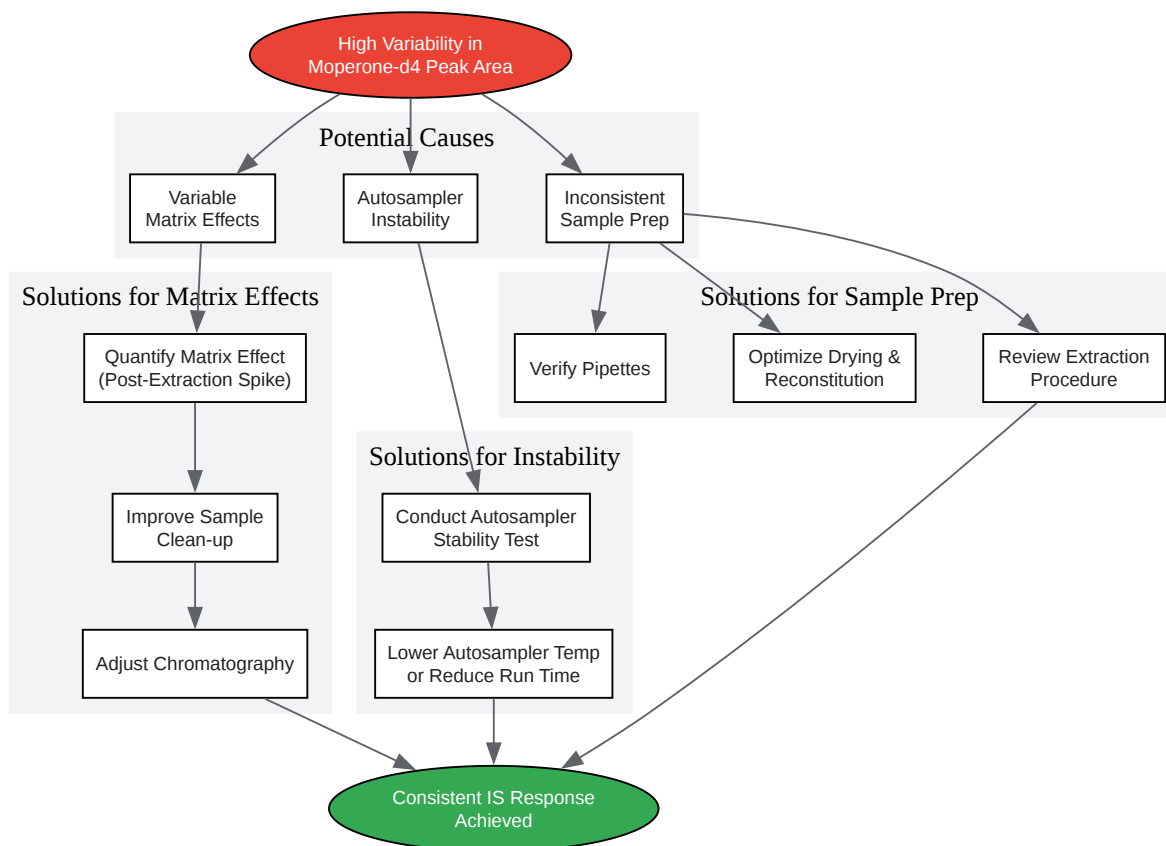 High Variability in
Moperone-d4 Peak Area
Potential Causes
Variable
Matrix Effects
Autosampler
Instability
Inconsistent
Sample Prep
Solutions for Matrix Effects
Solutions for Sample Prep
Quantify Matrix Effect
(Post-Extraction Spike)
Verify Pipettes
Optimize Drying &
Reconstitution
Review Extraction
Procedure
Solutions for Instability
Improve Sample
Clean-up
Conduct Autosampler
Stability Test
Adjust Chromatography
Lower Autosampler Temp
or Reduce Run Time
Consistent IS Response
Achieved